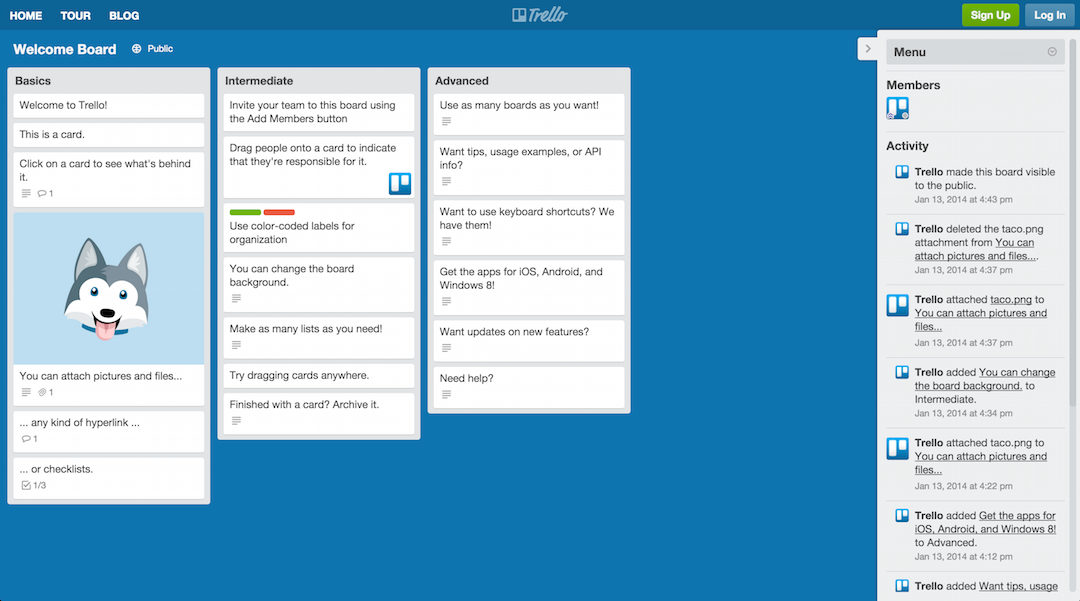 HOME TOUR BLOG Trello Sign Up Log In
Welcome Board Public
Basics
Welcome to Trello!
This is a card.
Click on a card to see what's behind
it.
1
You can attach pictures and files...
1
... any kind of hyperlink ...
1
... or checklists.
1/3
Intermediate
Invite your team to this board using
the Add Members button
Drag people onto a card to indicate
that they're responsible for it.
Use color-coded labels for
organization
You can change the board
background.
Make as many lists as you need!
Try dragging cards anywhere.
Finished with a card? Archive it.
Advanced
Use as many boards as you want!
Want tips, usage examples, or API
info?
Want to use keyboard shortcuts? We
have them!
Get the apps for iOS, Android, and
Windows 8!
Want updates on new features?
Need help?
Menu
Members
Activity
Trello made this board visible
to the public.
Jan 13, 2014 at 4:43 pm
Trello deleted the taco.png
attachment from You can
attach pictures and files....
Jan 13, 2014 at 4:37 pm
Trello attached taco.png to
You can attach pictures and
files...
Jan 13, 2014 at 4:37 pm
Trello added You can change
the board background. to
Intermediate.
Jan 13, 2014 at 4:34 pm
Trello attached taco.png to
You can attach pictures and
files...
Jan 13, 2014 at 4:22 pm
Trello added Get the apps for
iOS, Android, and Windows 8!
to Advanced.
Jan 13, 2014 at 4:12 pm
Trello added Want tips, usage